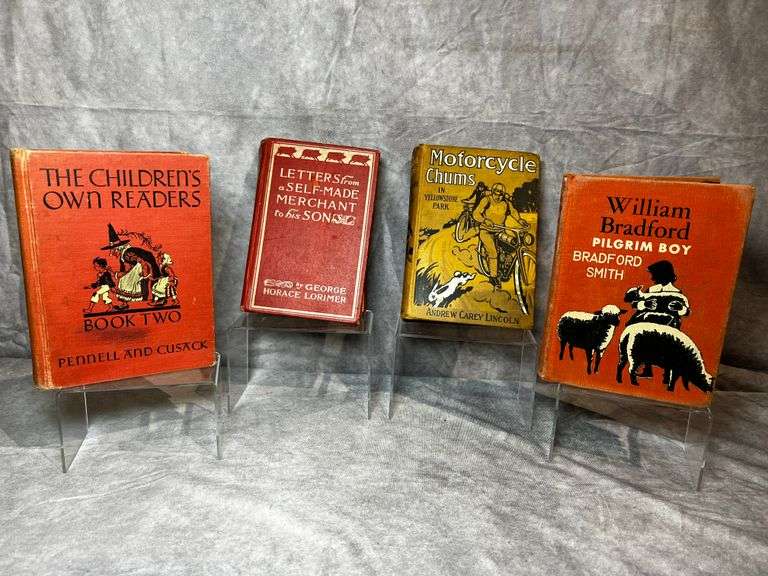 THE CHILDREN'S
OWN READERS
BOOK TWO
PENNELL AND CUSACK
LETTERS from
a SELF-MADE
MERCHANT
to his SON
by GEORGE
HORACE LORIMER
Motorcycle
Chums
IN
YELLOWSTONE
PARK
ANDREW CAREY LINCOLN
William
Bradford
PILGRIM BOY
BRADFORD
SMITH